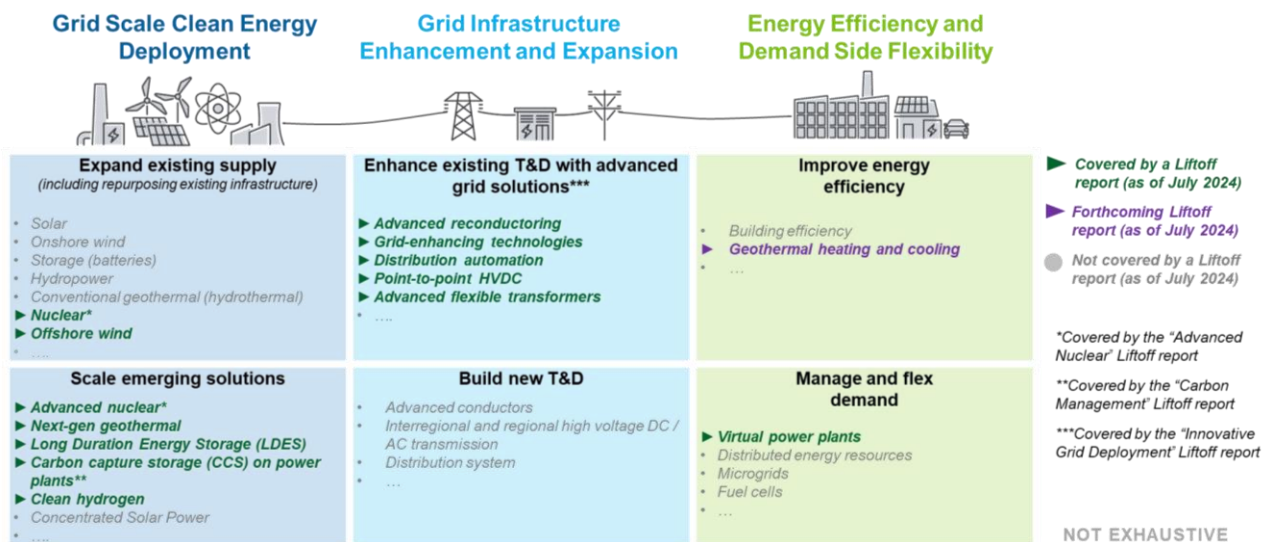 Grid Scale Clean Energy
Deployment
Grid Infrastructure
Enhancement and Expansion
Energy Efficiency and
Demand Side Flexibility
Expand existing supply
(including repurposing existing infrastructure)
• Solar
• Onshore wind
• Storage (batteries)
• Hydropower
• Conventional geothermal (hydrothermal)
► Nuclear*
► Offshore wind
• ....
Enhance existing T&D with advanced
grid solutions***
► Advanced reconductoring
► Grid-enhancing technologies
► Distribution automation
► Point-to-point HVDC
► Advanced flexible transformers
• ....
Improve energy
efficiency
• Building efficiency
► Geothermal heating and cooling
• ...
Scale emerging solutions
► Advanced nuclear*
► Next-gen geothermal
► Long Duration Energy Storage (LDES)
► Carbon capture storage (CCS) on power
plants**
► Clean hydrogen
• Concentrated Solar Power
• ....
Build new T&D
• Advanced conductors
• Interregional and regional high voltage DC /
AC transmission
• Distribution system
• ...
Manage and flex
demand
► Virtual power plants
• Distributed energy resources
• Microgrids
• Fuel cells
• ...
► Covered by a Liftoff
report (as of July 2024)
► Forthcoming Liftoff
report (as of July 2024)
● Not covered by a Liftoff
report (as of July 2024)
*Covered by the “Advanced
Nuclear” Liftoff report
**Covered by the “Carbon
Management” Liftoff report
***Covered by the “Innovative
Grid Deployment” Liftoff report
NOT EXHAUSTIVE